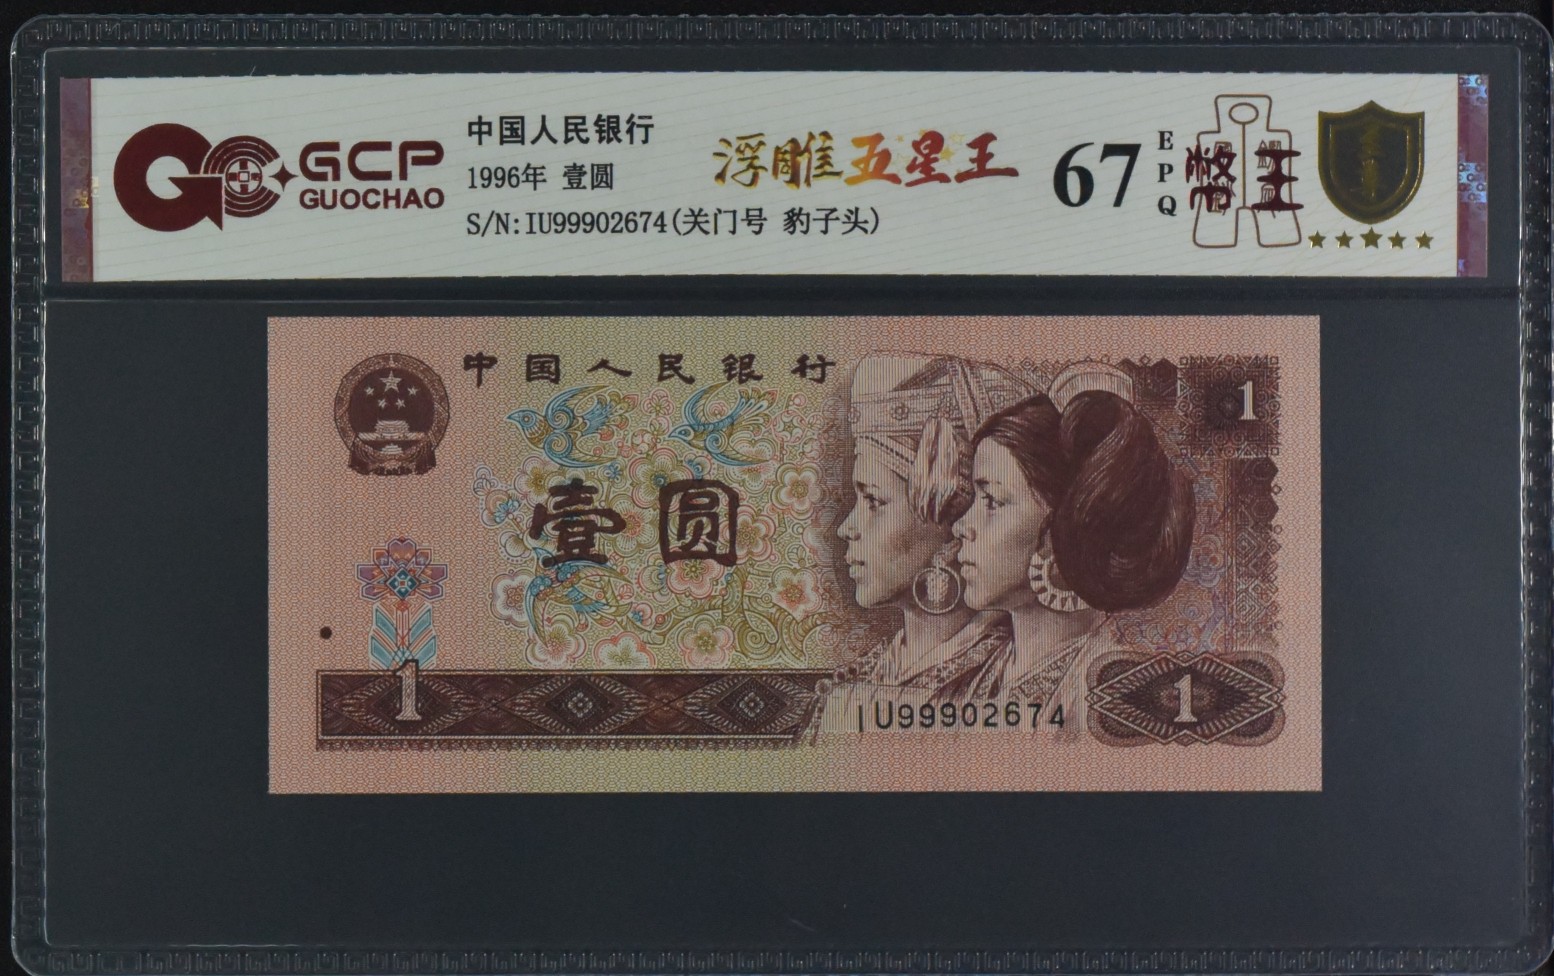 GCP
GUOCHAO
中国人民银行
1996年 壹圆
S/N:IU99902674(关门号 豹子头)
浮雕五星王
67
EPQ
中国人民银行
1
壹圆
1
IU99902674
1